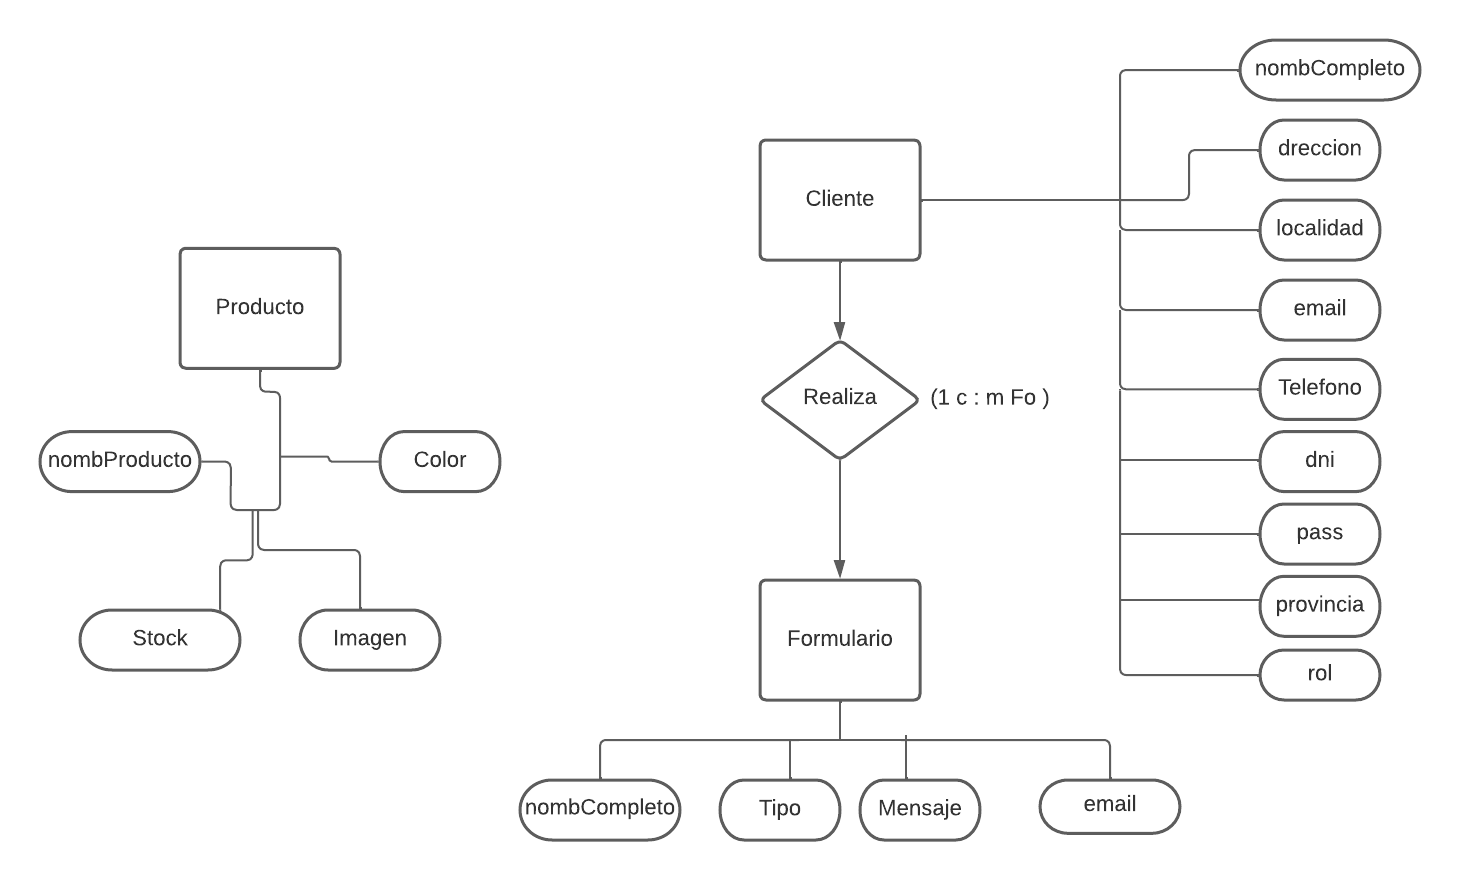 nombCompleto
dreccion
Cliente
localidad
Producto
email
Realiza
(1 c : m Fo )
Telefono
nombProducto
Color
dni
pass
provincia
Stock
Imagen
Formulario
rol
nombCompleto
Tipo
Mensaje
email